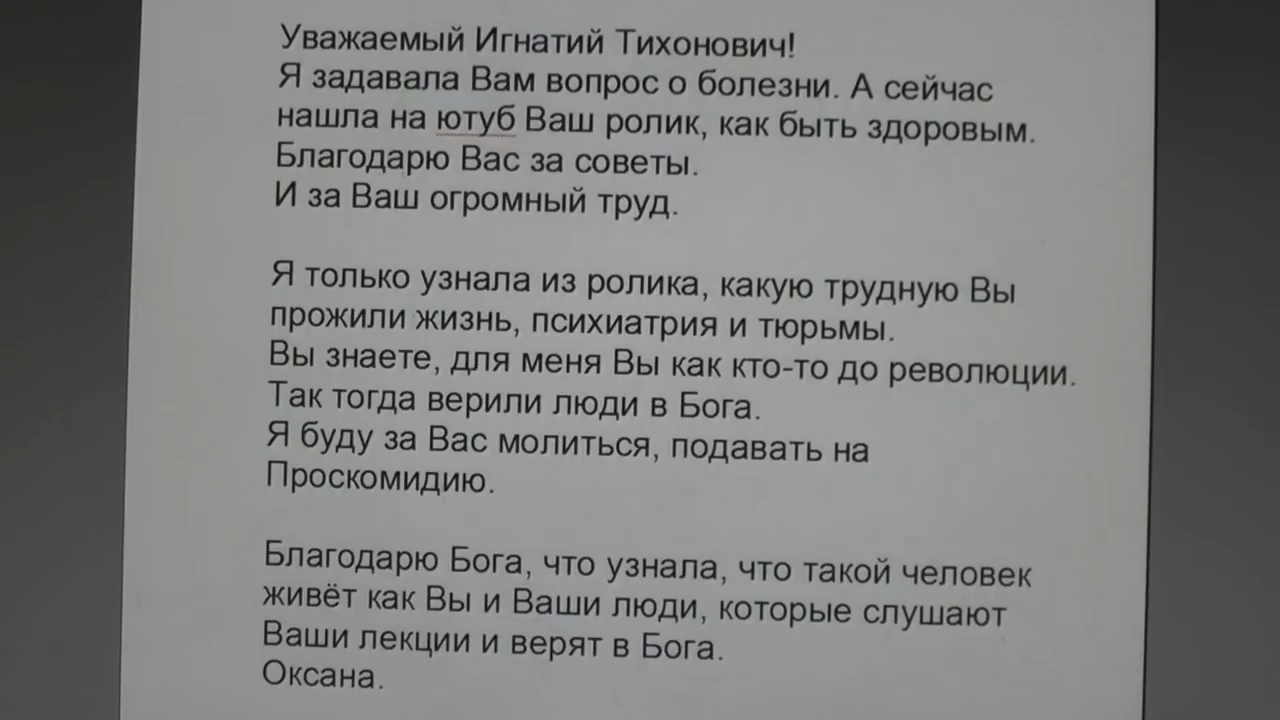 Уважаемый Игнатий Тихонович!
Я задавала Вам вопрос о болезни. А сейчас
нашла на ютуб Ваш ролик, как быть здоровым.
Благодарю Вас за советы.
И за Ваш огромный труд.
Я только узнала из ролика, какую трудную Вы
прожили жизнь, психиатрия и тюрьмы.
Вы знаете, для меня Вы как кто-то до революции.
Так тогда верили люди в Бога.
Я буду за Вас молиться, подавать на
Проскомидию.
Благодарю Бога, что узнала, что такой человек
живёт как Вы и Ваши люди, которые слушают
Ваши лекции и верят в Бога.
Оксана.